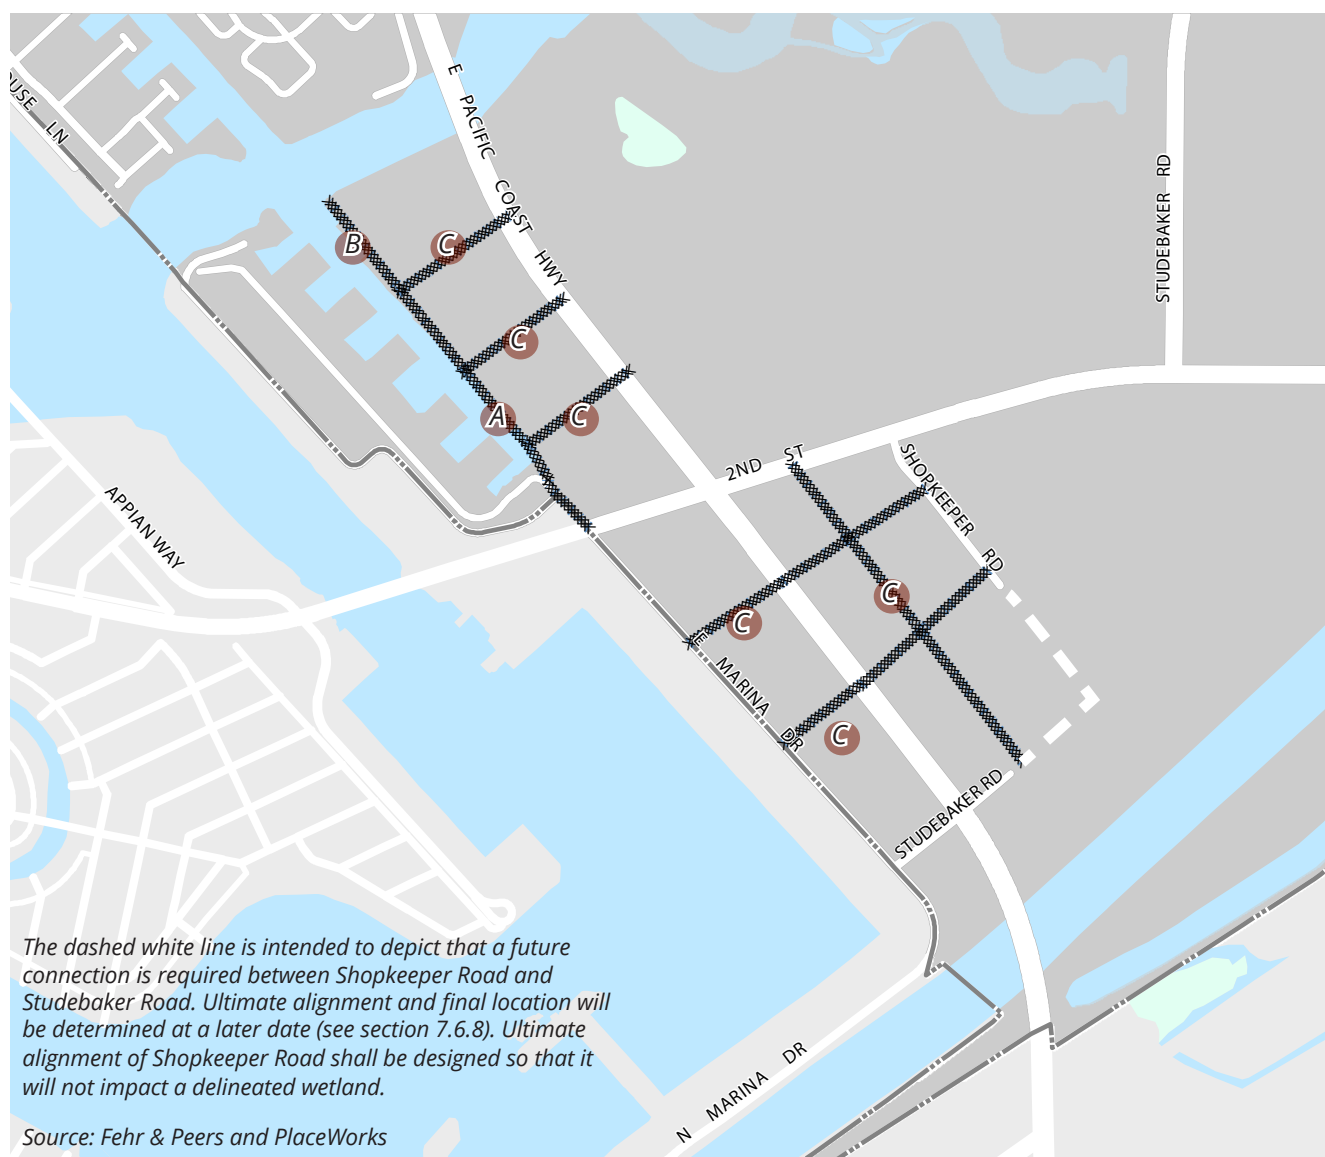 OUSE LN
E PACIFIC COAST HWY
STUDEBAKER RD
B
C
C
A
C
2ND ST
SHOPKEEPER RD
APPIAN WAY
C
C
E MARINA DR
C
STUDEBAKER RD
The dashed white line is intended to depict that a future
connection is required between Shopkeeper Road and
Studebaker Road. Ultimate alignment and final location will
be determined at a later date (see section 7.6.8). Ultimate
alignment of Shopkeeper Road shall be designed so that it
will not impact a delineated wetland.
N MARINA DR
Source: Fehr & Peers and PlaceWorks